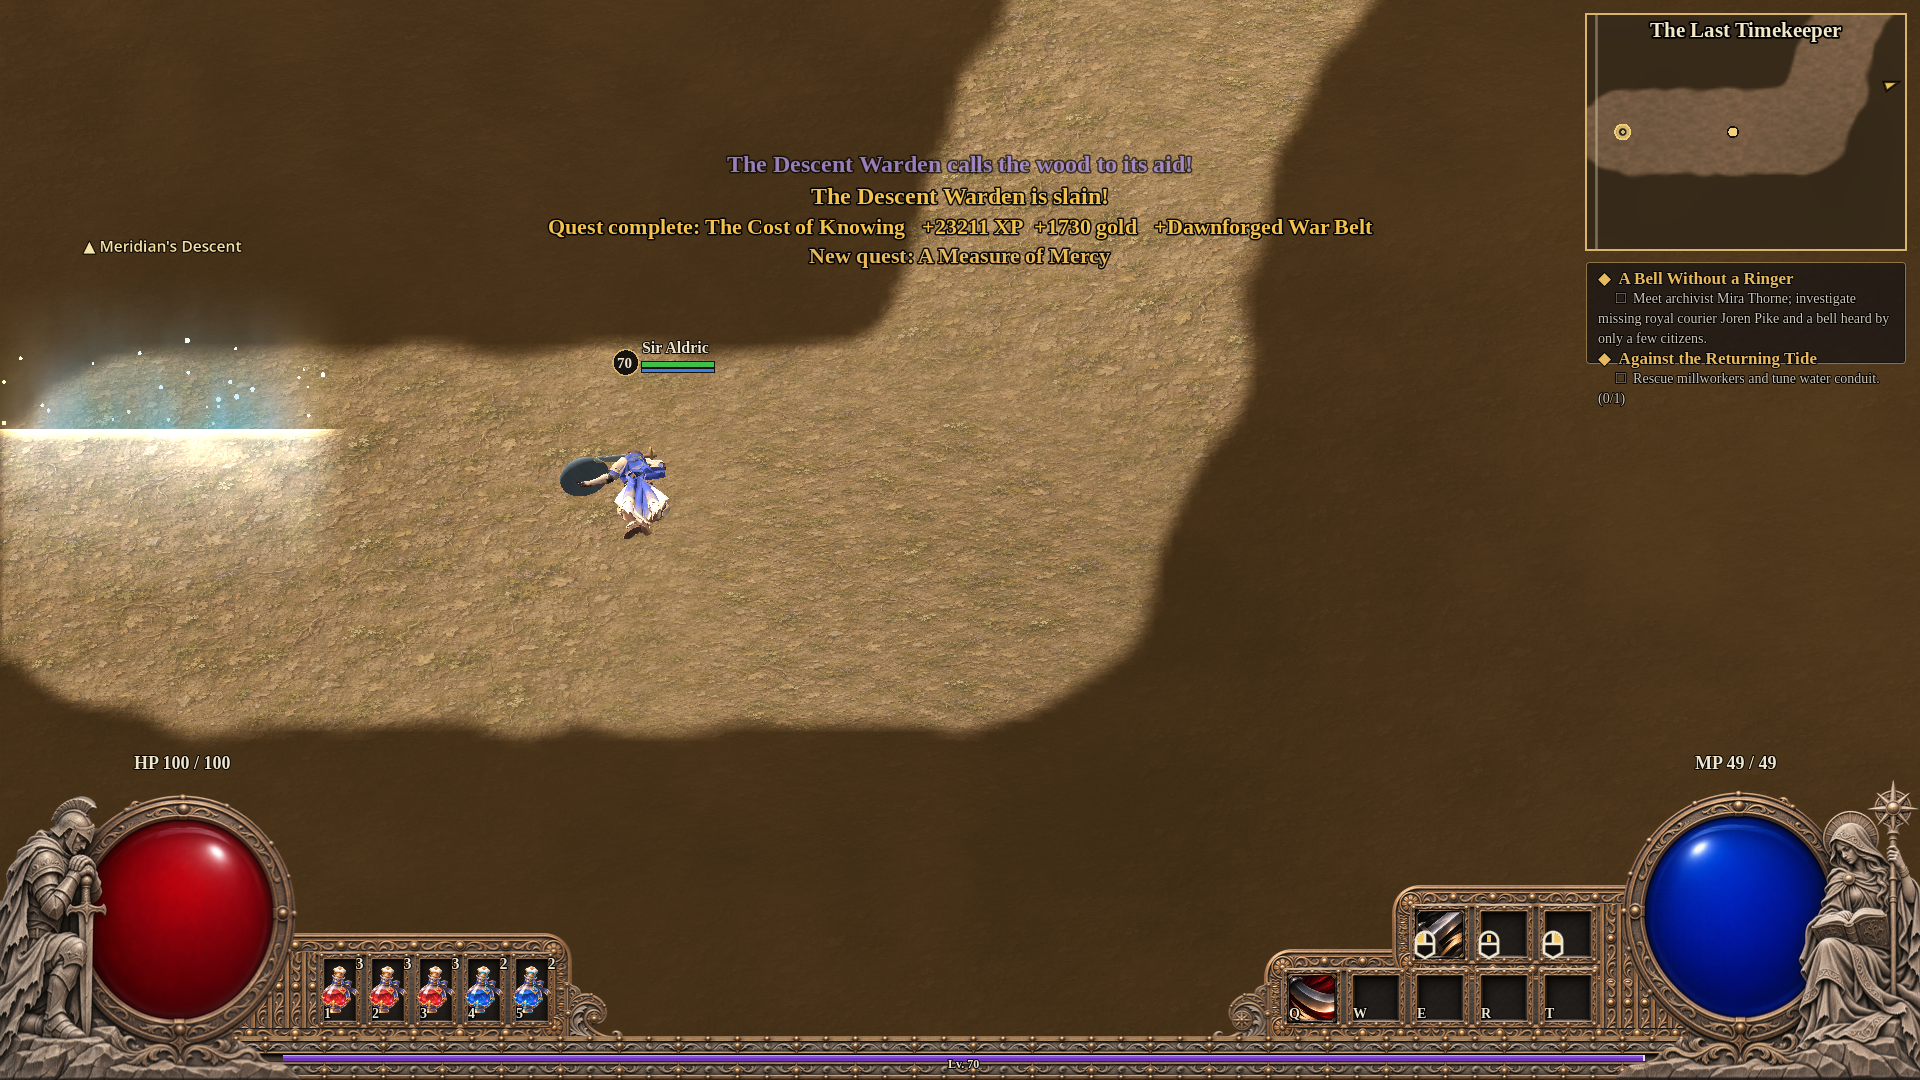 The Last Timekeeper
The Descent Warden calls the wood to its aid!
The Descent Warden is slain!
Quest complete: The Cost of Knowing +23211 XP +1730 gold +Dawnforged War Belt
New quest: A Measure of Mercy
▲ Meridian's Descent
◆ A Bell Without a Ringer
Meet archivist Mira Thorne; investigate
missing royal courier Joren Pike and a bell heard by
only a few citizens.
◆ Against the Returning Tide
Rescue millworkers and tune water conduit.
(0/1)
Sir Aldric
70
HP 100 / 100
MP 49 / 49
3 3 3 2 2
1 2 3 4 5
Q W E R T
Lv. 70